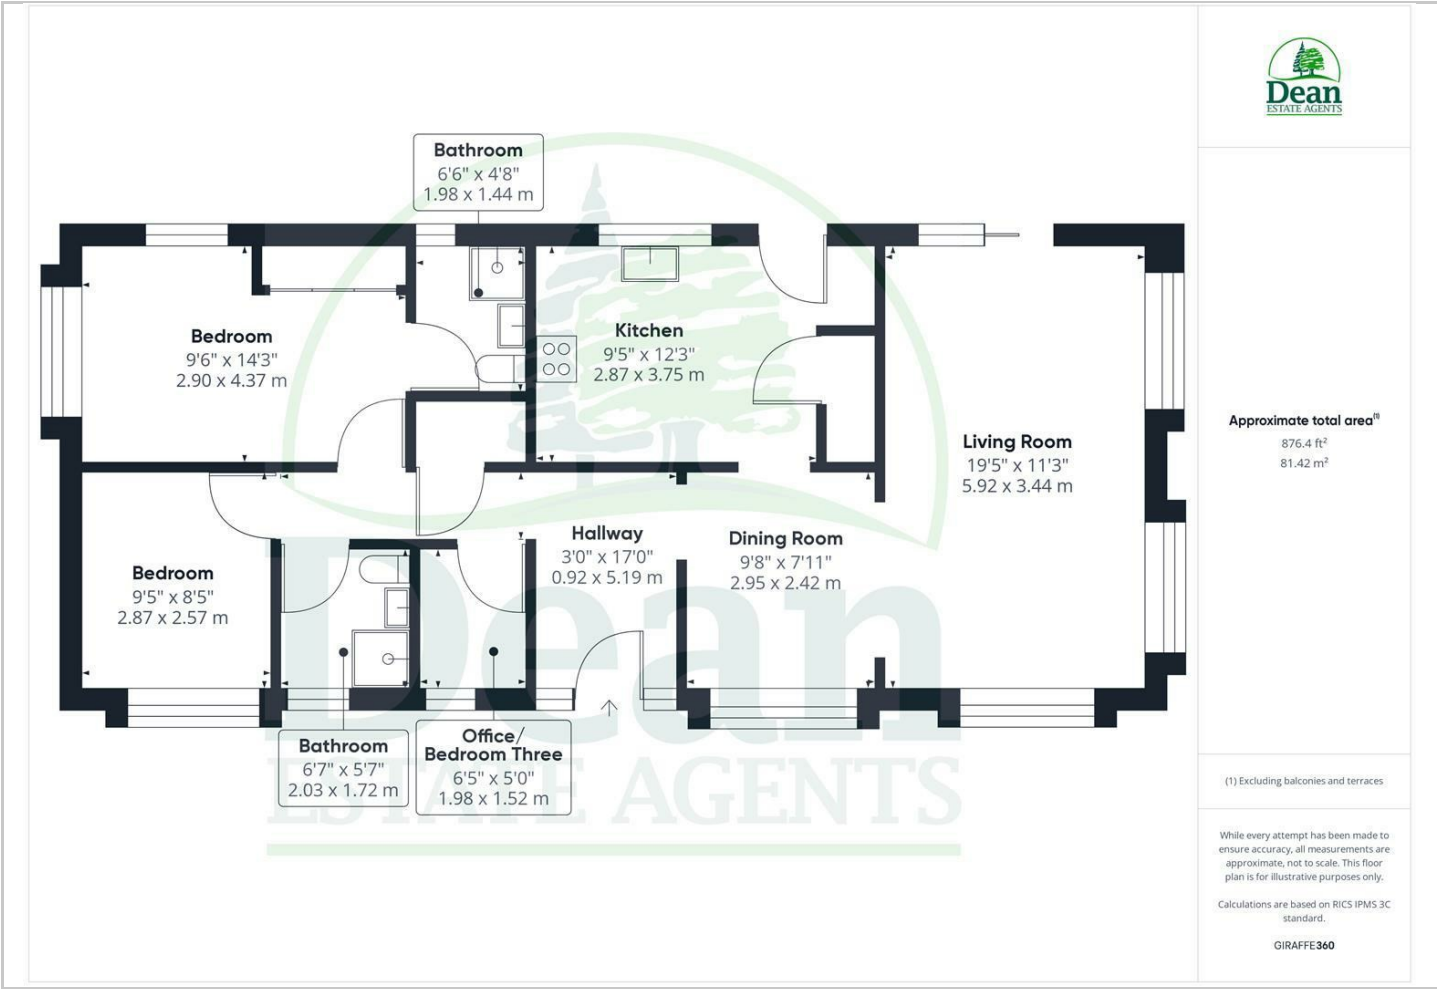 Dean
ESTATE AGENTS
Bathroom
6'6" x 4'8"
1.98 x 1.44 m
Bedroom
9'6" x 14'3"
2.90 x 4.37 m
Kitchen
9'5" x 12'3"
2.87 x 3.75 m
Living Room
19'5" x 11'3"
5.92 x 3.44 m
Hallway
3'0" x 17'0"
0.92 x 5.19 m
Dining Room
9'8" x 7'11"
2.95 x 2.42 m
Bedroom
9'5" x 8'5"
2.87 x 2.57 m
Bathroom
6'7" x 5'7"
2.03 x 1.72 m
Office/
Bedroom Three
6'5" x 5'0"
1.98 x 1.52 m
Dean
ESTATE AGENTS
Approximate total area(1)
876.4 ft²
81.42 m²
(1) Excluding balconies and terraces
While every attempt has been made to
ensure accuracy, all measurements are
approximate, not to scale. This floor
plan is for illustrative purposes only.
Calculations are based on RICS IPMS 3C
standard.
GIRAFFE360